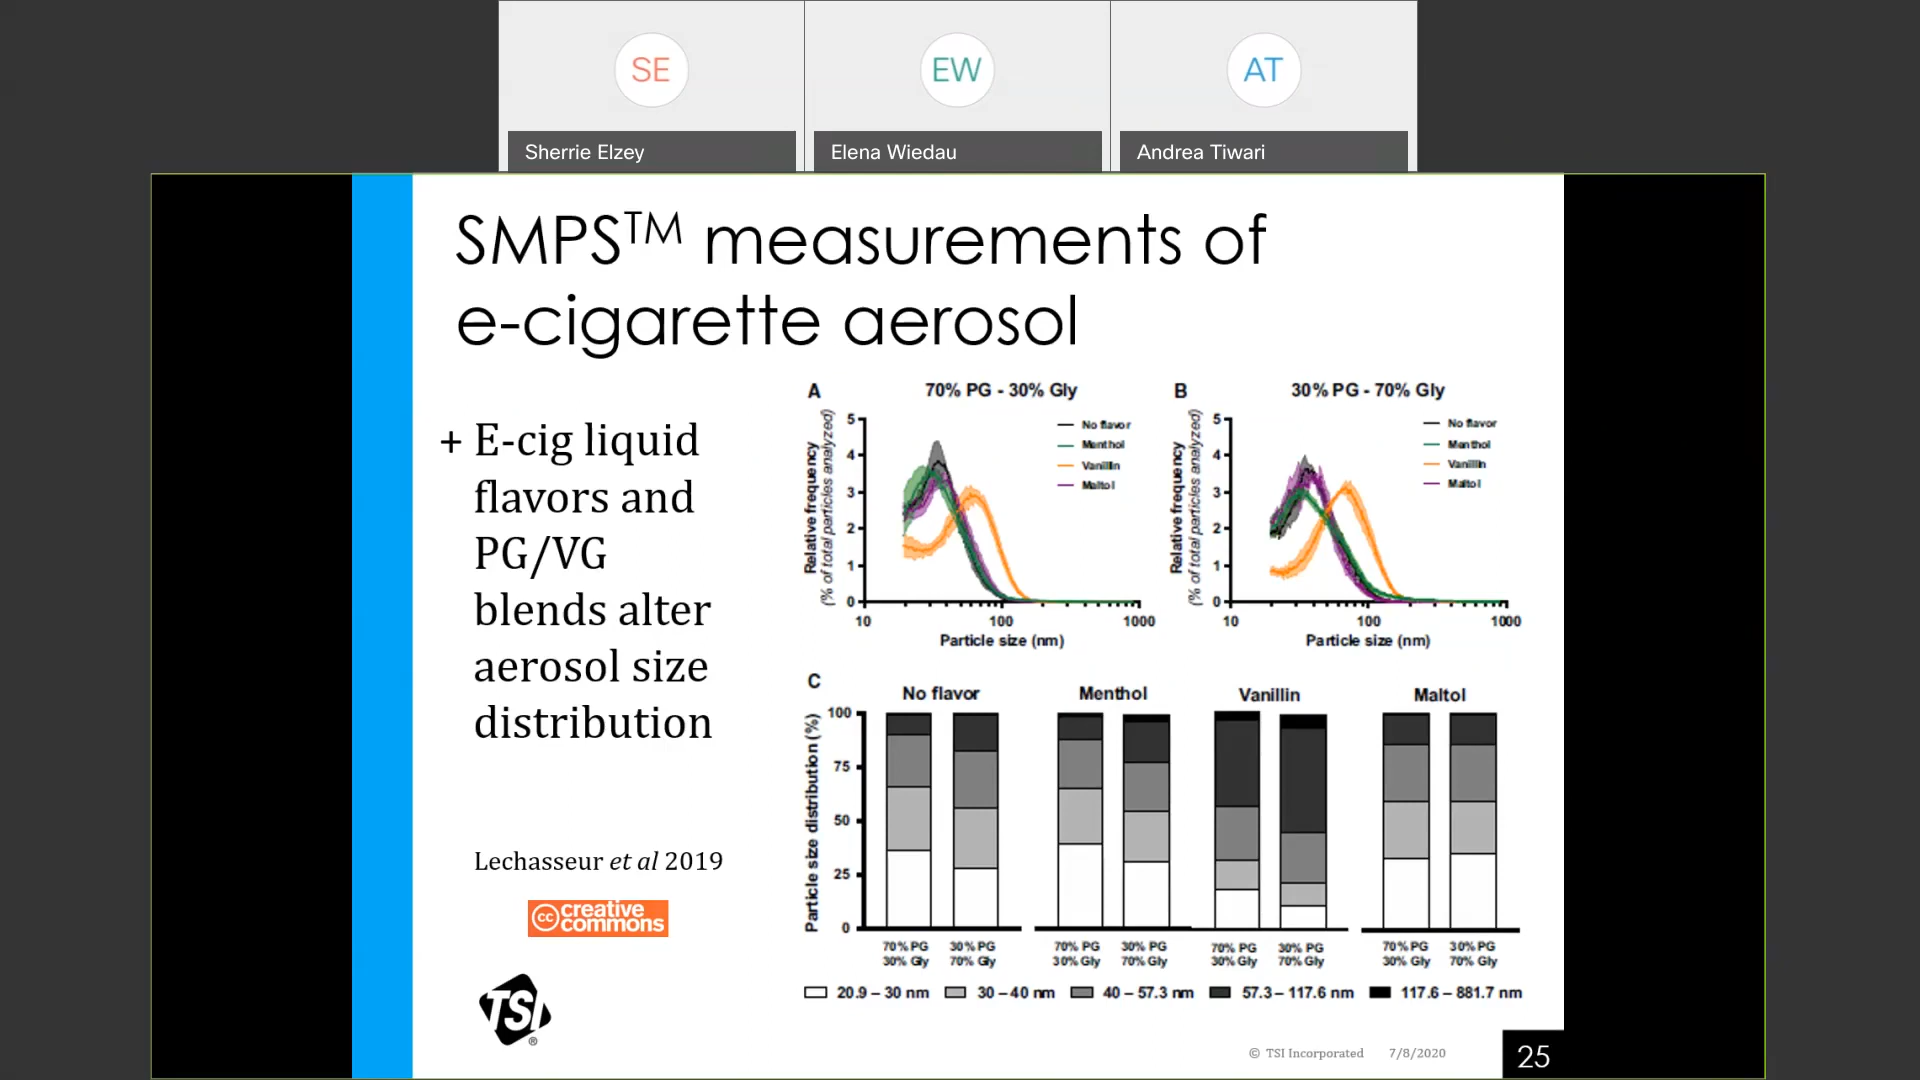 SE
EW
AT
Sherrie Elzey
Elena Wiedau
Andrea Tiwari
SMPS™ measurements of
e-cigarette aerosol
+ E-cig liquid
flavors and
PG/VG
blends alter
aerosol size
distribution
Lechasseur et al 2019
cc creative
commons
TSI
®
A
70% PG - 30% Gly
Relative frequency
(% of total particles analyzed)
5
4
3
2
1
0
No flavor
Menthol
Vanillin
Maltol
10
100
1000
Particle size (nm)
B
30% PG - 70% Gly
Relative frequency
(% of total particles analyzed)
5
4
3
2
1
0
No flavor
Menthol
Vanillin
Maltol
10
100
1000
Particle size (nm)
C
No flavor
Menthol
Vanillin
Maltol
Particle size distribution (%)
100
75
50
25
0
70% PG
30% Gly
30% PG
70% Gly
70% PG
30% Gly
30% PG
70% Gly
70% PG
30% Gly
30% PG
70% Gly
70% PG
30% Gly
30% PG
70% Gly
20.9 – 30 nm
30 – 40 nm
40 – 57.3 nm
57.3 – 117.6 nm
117.6 – 881.7 nm
© TSI Incorporated
7/8/2020
25